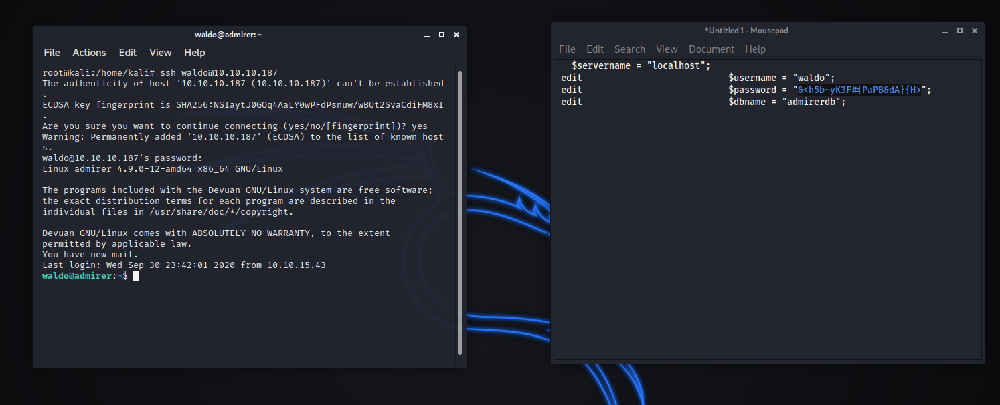 waldo@admirer: ~
File Actions Edit View Help
root@kali:/home/kali# ssh waldo@10.10.10.187
The authenticity of host '10.10.10.187 (10.10.10.187)' can't be established
.
ECDSA key fingerprint is SHA256:NSIaytJ0GOq4AaLY0wPFdPsnuw/wBUt2SvaCdiFM8xI
.
Are you sure you want to continue connecting (yes/no/[fingerprint])? yes
Warning: Permanently added '10.10.10.187' (ECDSA) to the list of known host
s.
waldo@10.10.10.187's password:
Linux admirer 4.9.0-12-amd64 x86_64 GNU/Linux
The programs included with the Devuan GNU/Linux system are free software;
the exact distribution terms for each program are described in the
individual files in /usr/share/doc/*/copyright.
Devuan GNU/Linux comes with ABSOLUTELY NO WARRANTY, to the extent
permitted by applicable law.
You have new mail.
Last login: Wed Sep 30 23:42:01 2020 from 10.10.15.43
waldo@admirer:~$
*Untitled 1 - Mousepad
File Edit Search View Document Help
$servername = "localhost";
edit $username = "waldo";
edit $password = "&<h5b~yK3F#{PaPB&dA}{H>";
edit $dbname = "admirerdb";